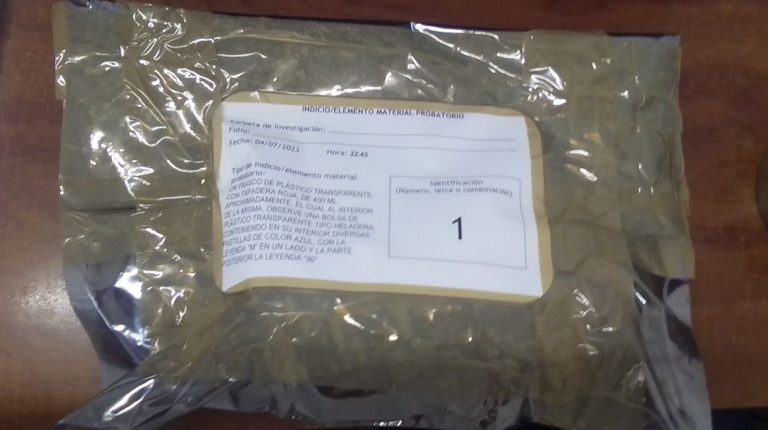 INDICIO/ELEMENTO MATERIAL PROBATORIO
Carpeta de Investigación:
Folio:
Fecha: 04/07/2023 Hora: 22:43
Tipo de Indicio/elemento material
probatorio:
UN FRASCO DE PLÁSTICO TRANSPARENTE,
CON TAPADERA ROJA, DE 400 ML
APROXIMADAMENTE, EL CUAL AL INTERIOR
DE LA MISMA, OBSERVE UNA BOLSA DE
PLÁSTICO TRANSPARENTE TIPO HELADERA
CONTENIENDO EN SU INTERIOR DIVERSAS
PASTILLAS DE COLOR AZUL, CON LA
LEYENDA "M" EN UN LADO Y LA PARTE
POSTERIOR LA LEYENDA "30"
Identificación
(Número, letra o combinación)
1